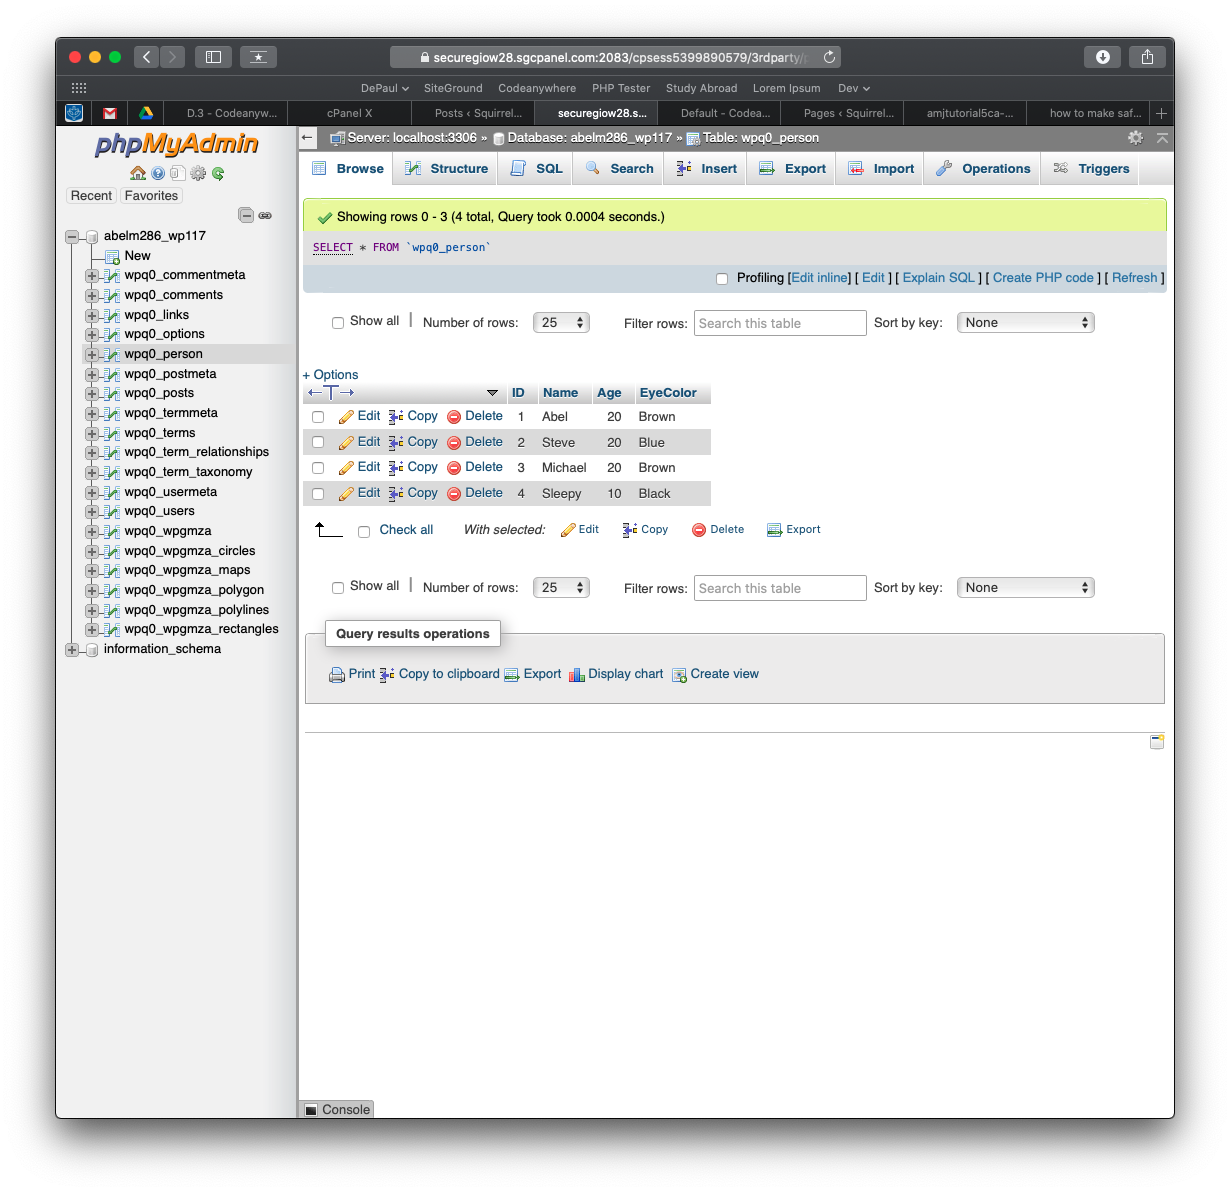 securegiow28.sgcpanel.com:2083/cpsess5399890579/3rdparty/
DePaul SiteGround Codeanywhere PHP Tester Study Abroad Lorem Ipsum Dev
D.3 – Codeanyw... cPanel X Posts ‹ Squirrel... securegiow28.s... Default - Codea... Pages ‹ Squirrel... amjtutorial5ca-... how to make saf...
phpMyAdmin
Recent Favorites
abelm286_wp117
New
wpq0_commentmeta
wpq0_comments
wpq0_links
wpq0_options
wpq0_person
wpq0_postmeta
wpq0_posts
wpq0_termmeta
wpq0_terms
wpq0_term_relationships
wpq0_term_taxonomy
wpq0_usermeta
wpq0_users
wpq0_wpgmza
wpq0_wpgmza_circles
wpq0_wpgmza_maps
wpq0_wpgmza_polygon
wpq0_wpgmza_polylines
wpq0_wpgmza_rectangles
information_schema
Server: localhost:3306 » Database: abelm286_wp117 » Table: wpq0_person
Browse Structure SQL Search Insert Export Import Operations Triggers
Showing rows 0 - 3 (4 total, Query took 0.0004 seconds.)
SELECT * FROM `wpq0_person`
Profiling [Edit inline] [ Edit ] [ Explain SQL ] [ Create PHP code ] [ Refresh ]
Show all | Number of rows: 25 Filter rows: Search this table Sort by key: None
+ Options
←T→ ID Name Age EyeColor
Edit Copy Delete 1 Abel 20 Brown
Edit Copy Delete 2 Steve 20 Blue
Edit Copy Delete 3 Michael 20 Brown
Edit Copy Delete 4 Sleepy 10 Black
Check all With selected: Edit Copy Delete Export
Show all | Number of rows: 25 Filter rows: Search this table Sort by key: None
Query results operations
Print Copy to clipboard Export Display chart Create view
Console